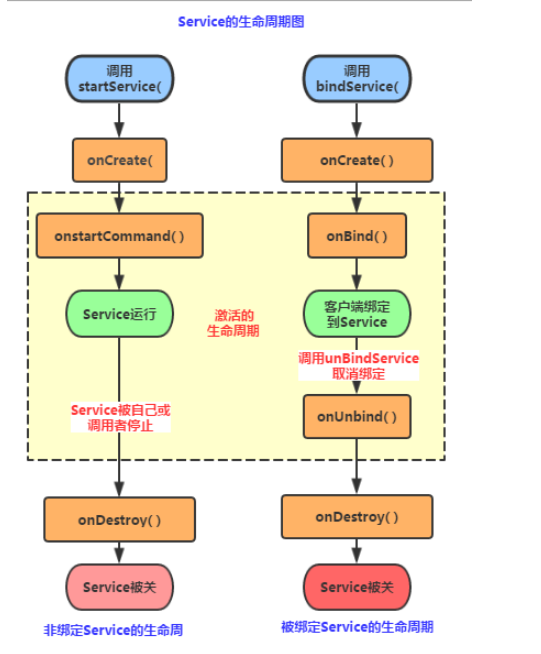 Service的生命周期图
调用
startService(
onCreate(
onstartCommand( )
Service运行
Service被自己或
调用者停止
onDestroy( )
Service被关
非绑定Service的生命周
激活的
生命周期
调用
bindService(
onCreate( )
onBind( )
客户端绑定
到Service
调用unBindService
取消绑定
onUnbind( )
onDestroy( )
Service被关
被绑定Service的生命周期